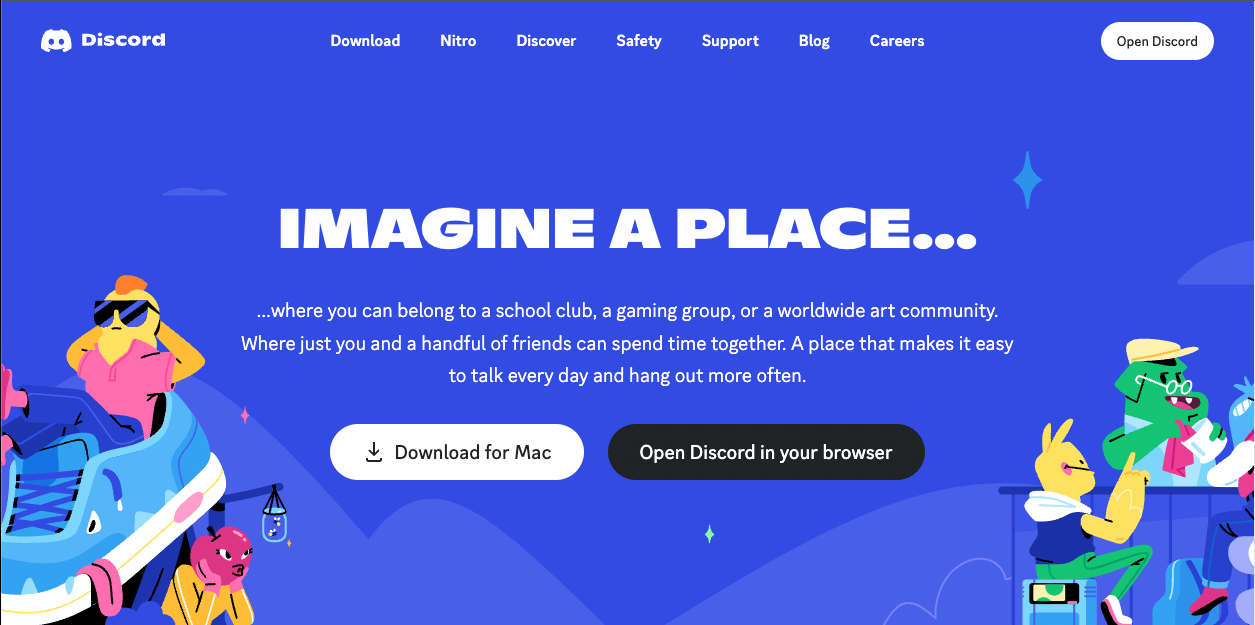 Discord
Download Nitro Discover Safety Support Blog Careers
Open Discord
IMAGINE A PLACE...
...where you can belong to a school club, a gaming group, or a worldwide art community.
Where just you and a handful of friends can spend time together. A place that makes it easy
to talk every day and hang out more often.
Download for Mac
Open Discord in your browser